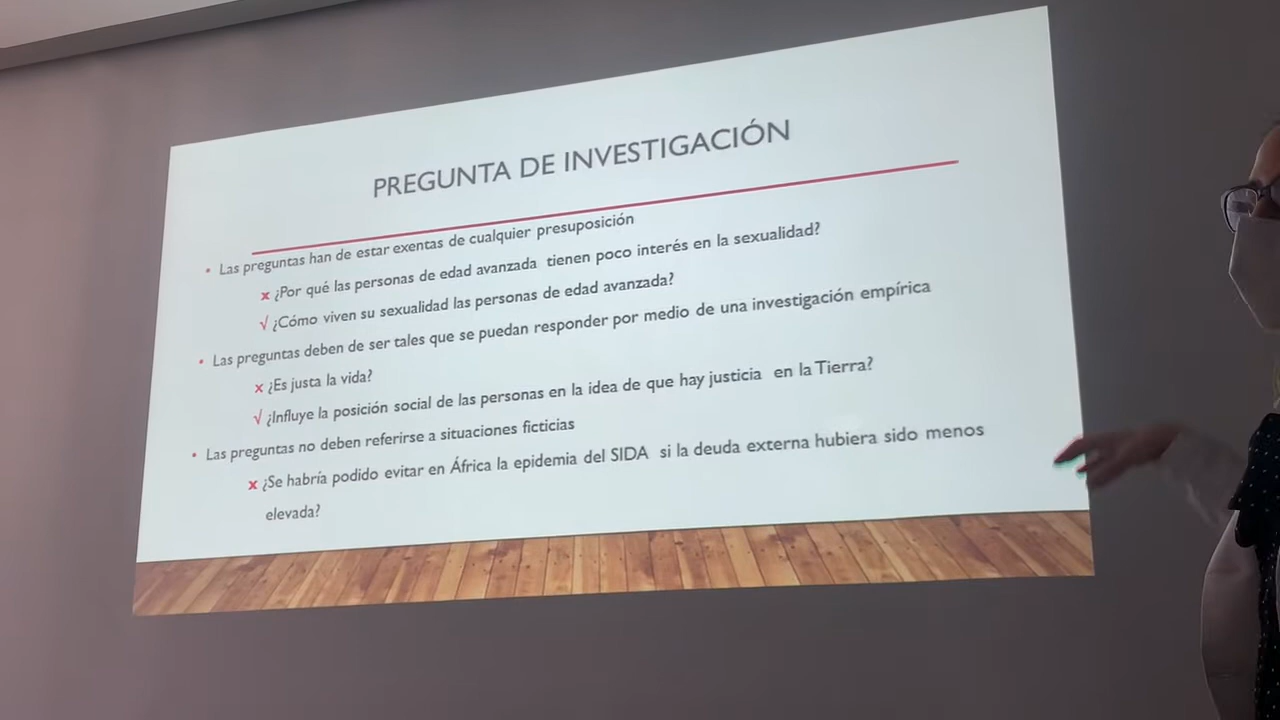 PREGUNTA DE INVESTIGACIÓN
• Las preguntas han de estar exentas de cualquier presuposición
x ¿Por qué las personas de edad avanzada tienen poco interés en la sexualidad?
√ ¿Cómo viven su sexualidad las personas de edad avanzada?
• Las preguntas deben de ser tales que se puedan responder por medio de una investigación empírica
x ¿Es justa la vida?
√ ¿Influye la posición social de las personas en la idea de que hay justicia en la Tierra?
• Las preguntas no deben referirse a situaciones ficticias
x ¿Se habría podido evitar en África la epidemia del SIDA si la deuda externa hubiera sido menos
elevada?